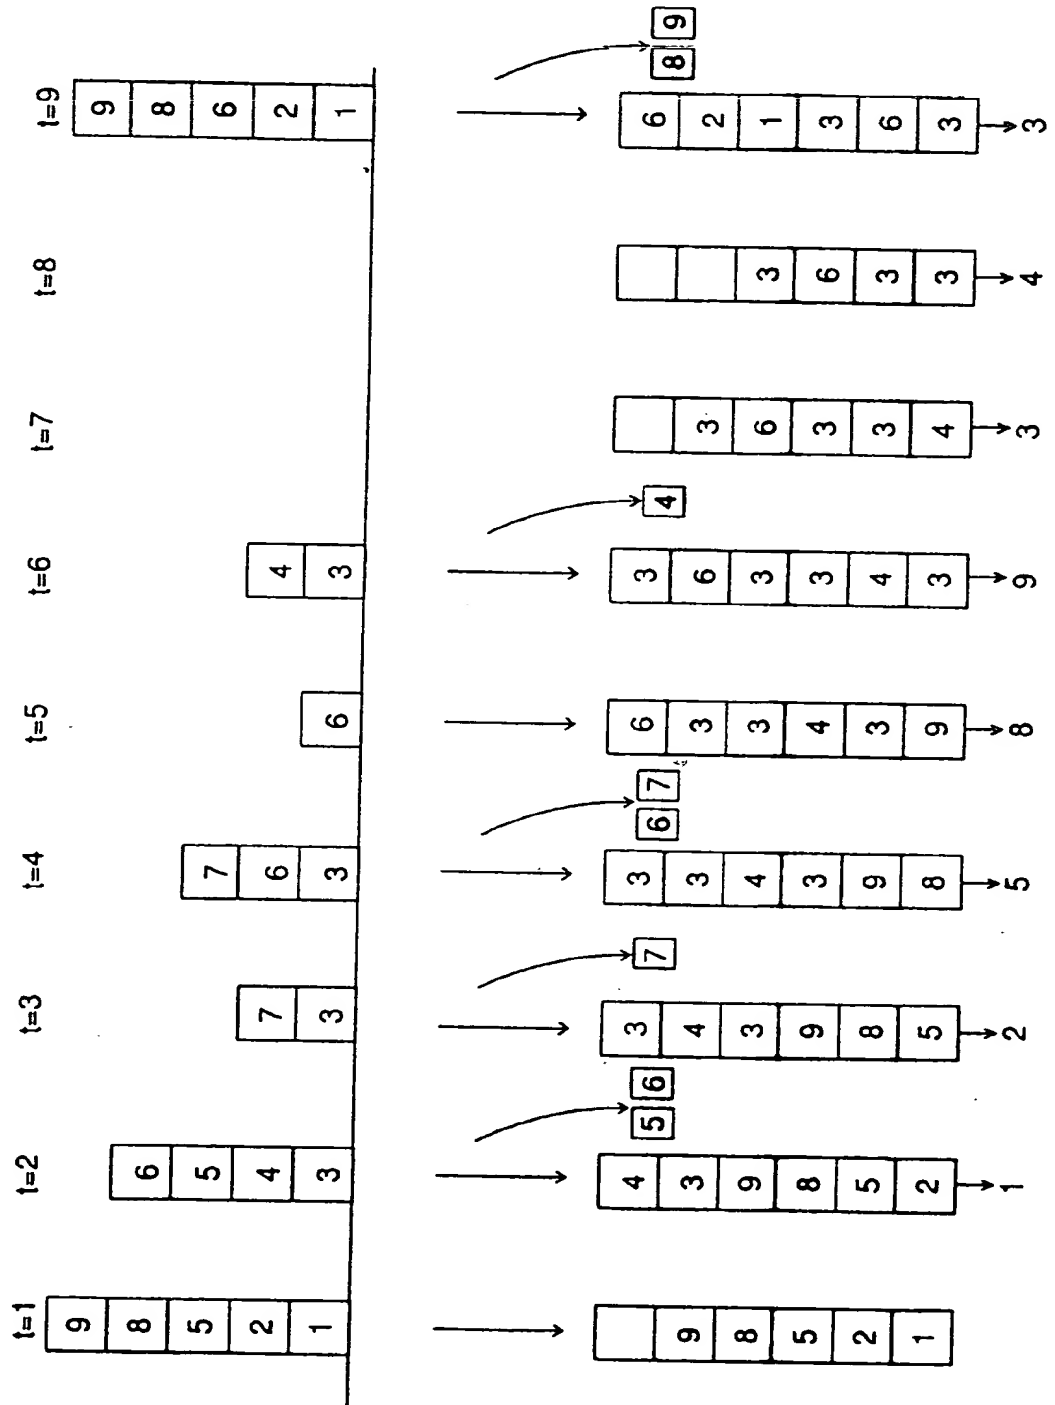 t=1 t=2 t=3 t=4 t=5 t=6 t=7 t=8 t=9
9 9
8 6 8
5 5 7 6
2 4 7 6 4 2
1 3 3 3 6 3 1
4 5 6 3 7 3 6 7 6 3 4 6 8 9
9 3 4 3 3 6 3 2
8 9 3 4 3 3 6 3 1
5 8 9 3 4 3 3 6 3
2 5 8 9 3 4 3 3 6
1 2 5 8 9 3 4 3 3
1 2 5 8 9 3 4 3